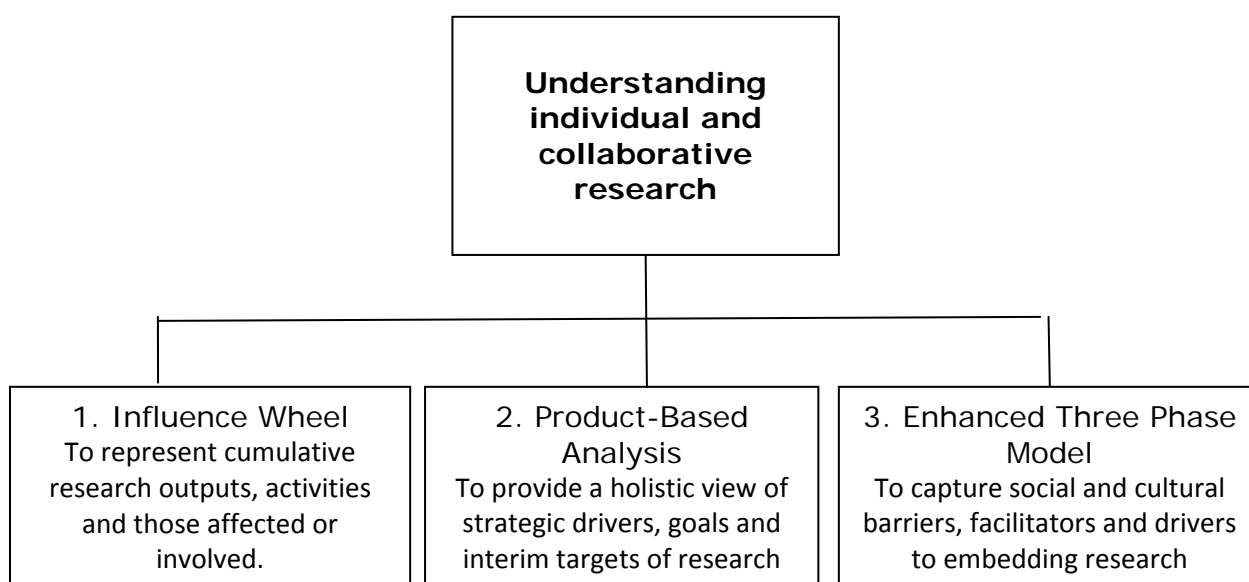 Understanding
individual and
collaborative
research
1. Influence Wheel
To represent cumulative
research outputs, activities
and those affected or
involved.
2. Product-Based
Analysis
To provide a holistic view of
strategic drivers, goals and
interim targets of research
3. Enhanced Three Phase
Model
To capture social and cultural
barriers, facilitators and drivers
to embedding research